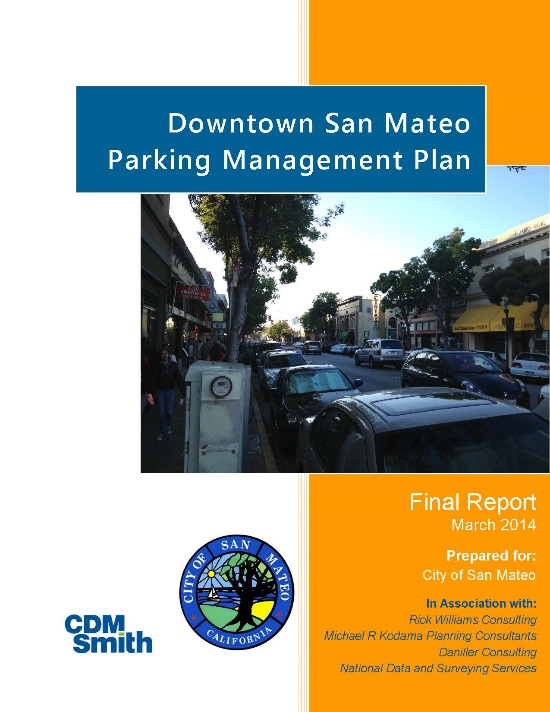 Downtown San Mateo
Parking Management Plan
Final Report
March 2014
Prepared for:
City of San Mateo
In Association with:
Rick Williams Consulting
Michael R Kodama Planning Consultants
Daniller Consulting
National Data and Surveying Services
CITY OF SAN MATEO
CALIFORNIA
CDM
Smith